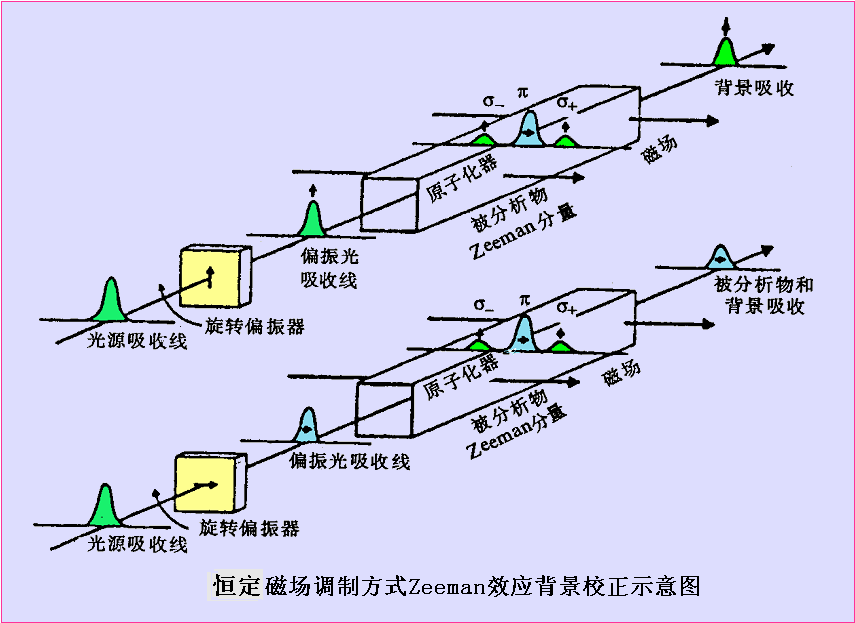 背景吸收
σ₋ π σ₊
磁场
原子化器
被分析物
Zeeman分量
偏振光
吸收线
旋转偏振器
光源吸收线
被分析物和
背景吸收
σ₋ π σ₊
磁场
原子化器
被分析物
Zeeman分量
偏振光吸收线
旋转偏振器
光源吸收线
恒定磁场调制方式Zeeman效应背景校正示意图